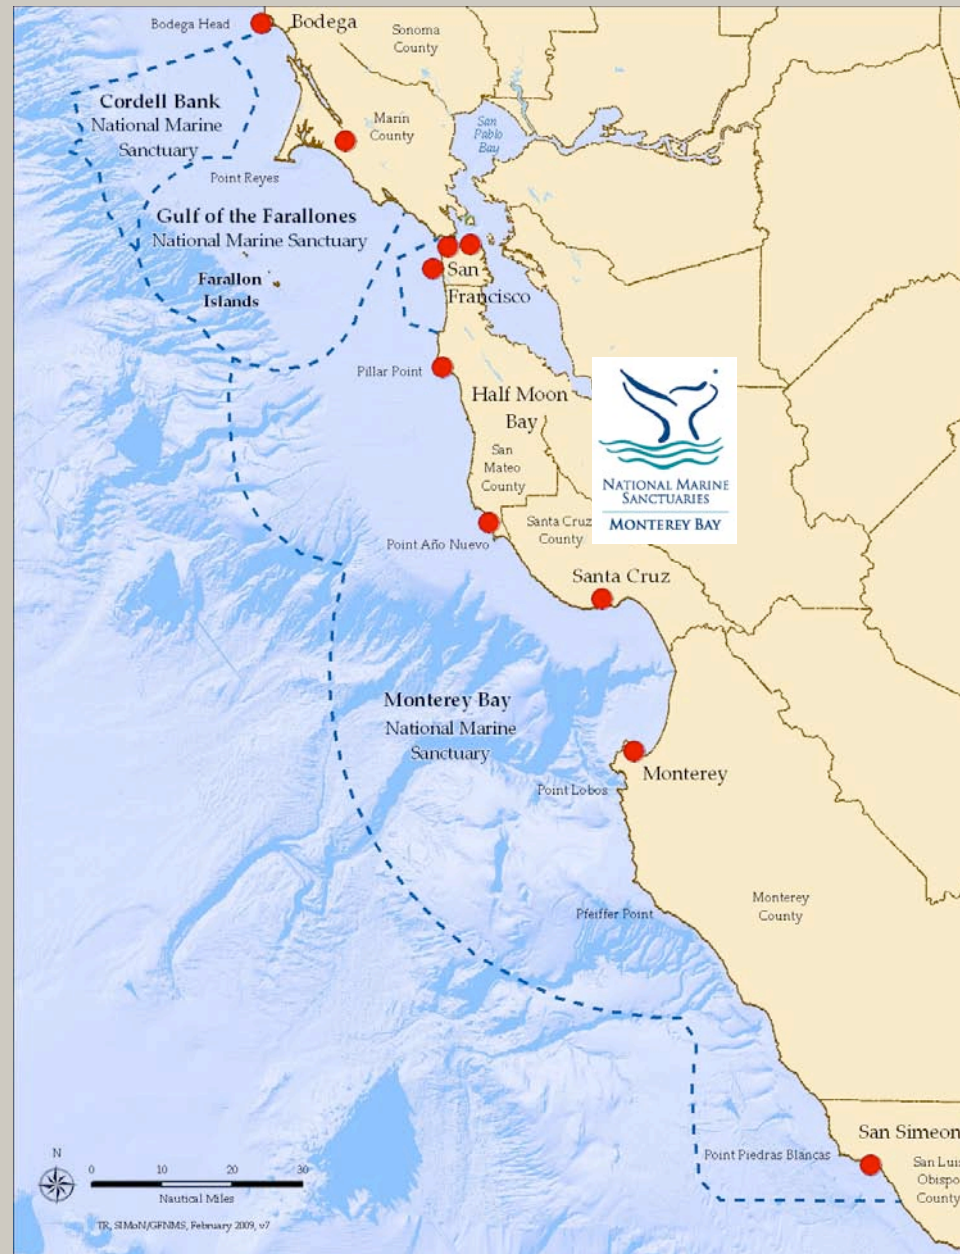 Bodega Head
Bodega
Sonoma
County
Cordell Bank
National Marine
Sanctuary
Marin
County
San
Pablo
Bay
Point Reyes
Gulf of the Farallones
National Marine Sanctuary
Farallon
Islands
San
Francisco
Pillar Point
Half Moon
Bay
San
Mateo
County
NATIONAL MARINE
SANCTUARIES
MONTEREY BAY
Point Año Nuevo
Santa Cruz
County
Santa Cruz
Monterey Bay
National Marine
Sanctuary
Monterey
Point Lobos
Monterey
County
Pfeiffer Point
San Simeon
Point Piedras Blancas
San Luis
Obispo
County
N
0 10 20 30
Nautical Miles
TR, SIMoN/GFNMS, February 2009, v7